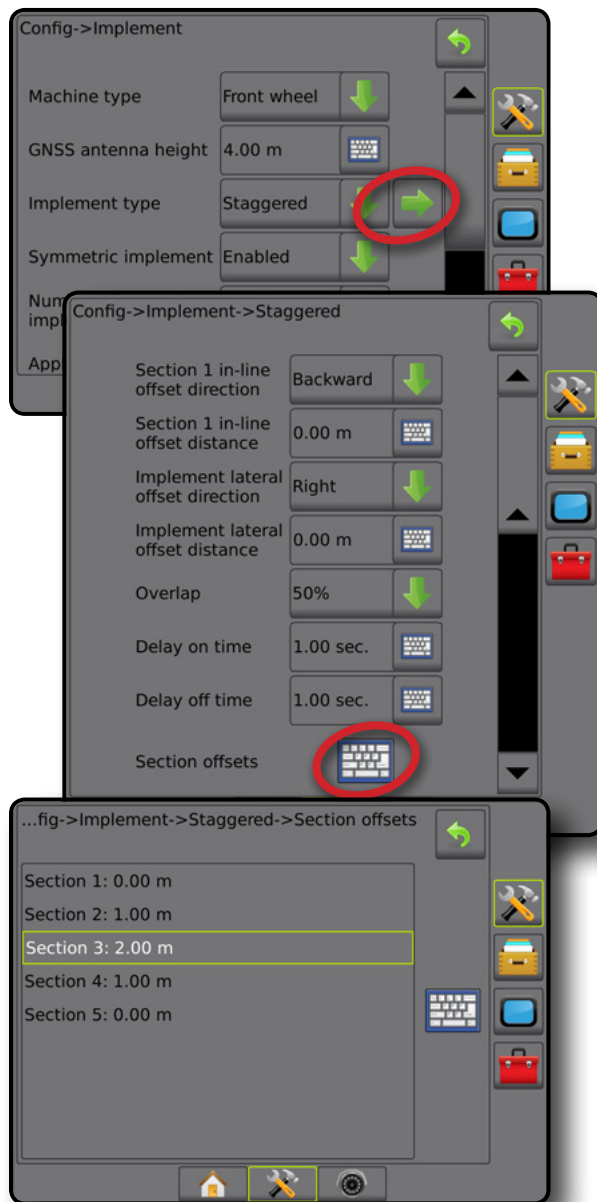 Config->Implement
Machine type Front wheel
GNSS antenna height 4.00 m
Implement type Staggered
Symmetric implement Enabled
Config->Implement->Staggered
Section 1 in-line
offset direction Backward
Section 1 in-line
offset distance 0.00 m
Implement lateral
offset direction Right
Implement lateral
offset distance 0.00 m
Overlap 50%
Delay on time 1.00 sec.
Delay off time 1.00 sec.
Section offsets
...fig->Implement->Staggered->Section offsets
Section 1: 0.00 m
Section 2: 1.00 m
Section 3: 2.00 m
Section 4: 1.00 m
Section 5: 0.00 m